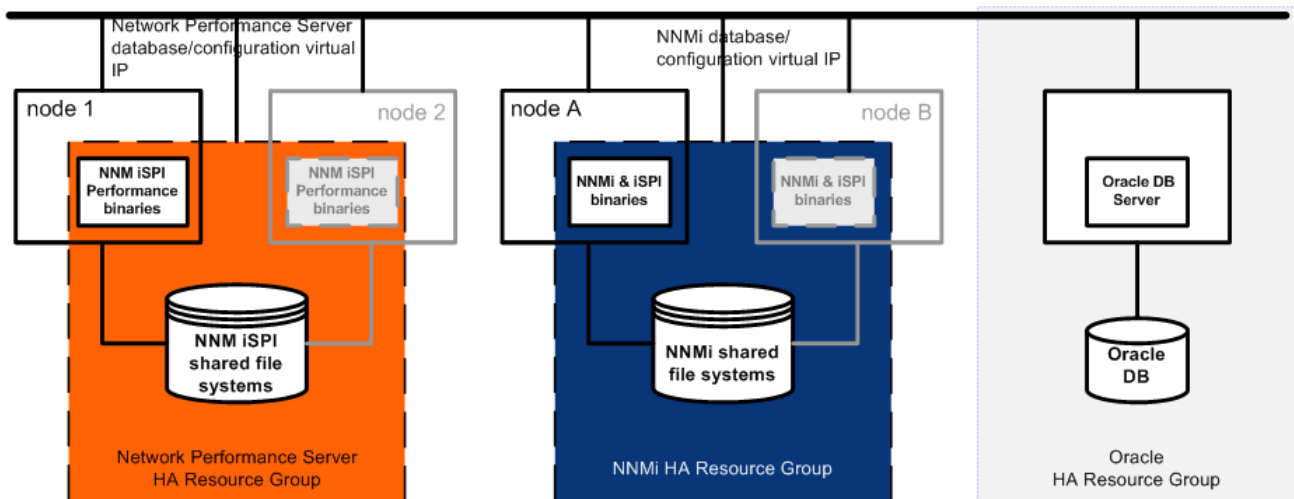 Network Performance Server
database/configuration virtual
IP
NNMi database/
configuration virtual IP
node 1
node 2
node A
node B
NNM iSPI
Performance
binaries
NNM iSPI
Performance
binaries
NNMi & iSPI
binaries
NNMi & iSPI
binaries
Oracle DB
Server
NNM iSPI
shared file
systems
NNMi shared
file systems
Oracle
DB
Network Performance Server
HA Resource Group
NNMi HA Resource Group
Oracle
HA Resource Group